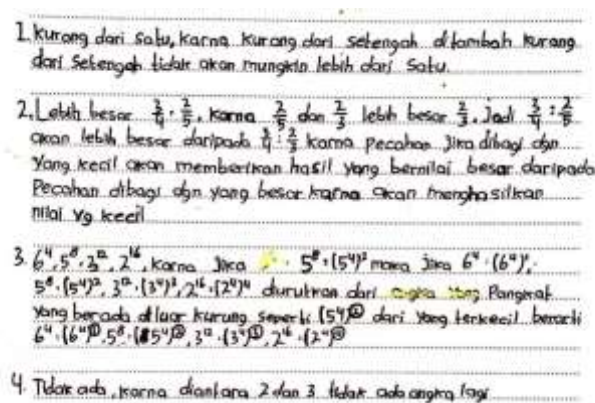 1. Kurang dari satu, karna kurang dari setengah ditambah kurang
dari setengah tidak akan mungkin lebih dari satu.
2. Lebih besar 3/4 : 2/5, karna 2/5 dan 2/3 lebih besar 2/3, Jadi 3/4 : 2/5
akan lebih besar daripada 3/4 : 2/3 karna pecahan Jika dibagi dgn
yang kecil akan memberikan hasil yang bernilai besar daripada
Pecahan dibagi dgn yang besar karna akan menghasilkan
nilai yg kecil
3. 6⁴, 5⁸, 3¹², 2¹⁶, karna Jika 5⁸ = (5⁴)² maka jika 6⁴ = (6⁴)¹,
5⁸ = (5⁴)², 3¹² = (3⁴)³, 2¹⁶ = (2⁴)⁴ diurutkan dari Pangkat
yang berada diluar kurung seperti (5⁴)② dari yang terkecil berarti
6⁴ = (6⁴)①, 5⁸ = (5⁴)②, 3¹² = (3⁴)③, 2¹⁶ = (2⁴)④
4. Tidak ada, karna diantara 2 dan 3 tidak ada angka lagi